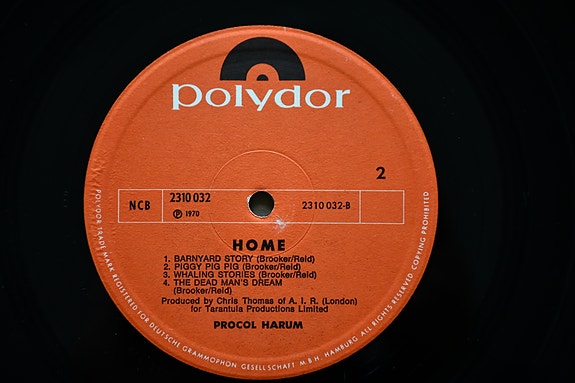 polydor
2
NCB
2310 032
℗ 1970
2310 032-B
HOME
1. BARNYARD STORY (Brooker/Reid)
2. PIGGY PIG PIG (Brooker/Reid)
3. WHALING STORIES (Brooker/Reid)
4. THE DEAD MAN'S DREAM
(Brooker/Reid)
Produced by Chris Thomas of A. I. R. (London)
for Tarantula Productions Limited
PROCOL HARUM
POLYDOR TRADE MARK REGISTERED FOR DEUTSCHE GRAMMOPHON GESELLSCHAFT M·B·H. HAMBURG ALL RIGHTS RESERVED. COPYING PROHIBITED